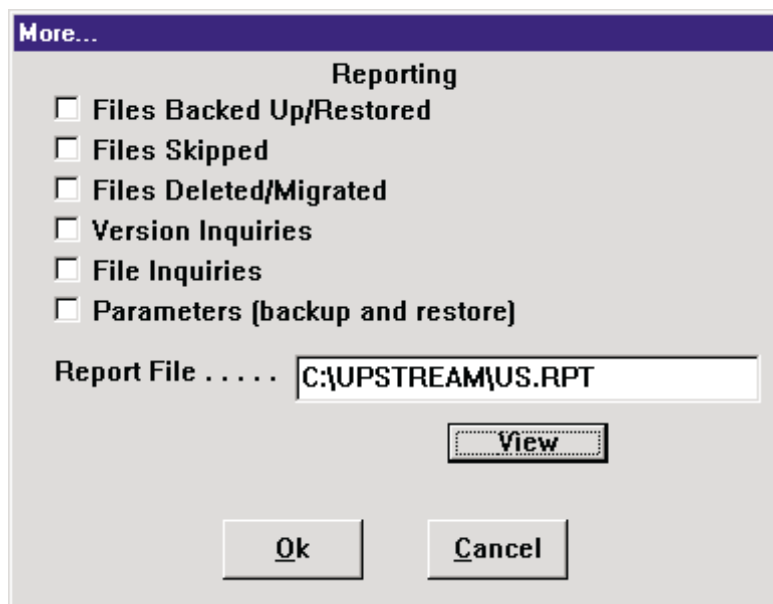 More...
Reporting
Files Backed Up/Restored
Files Skipped
Files Deleted/Migrated
Version Inquiries
File Inquiries
Parameters (backup and restore)
Report File ..... C:\UPSTREAM\US.RPT
View
Ok Cancel